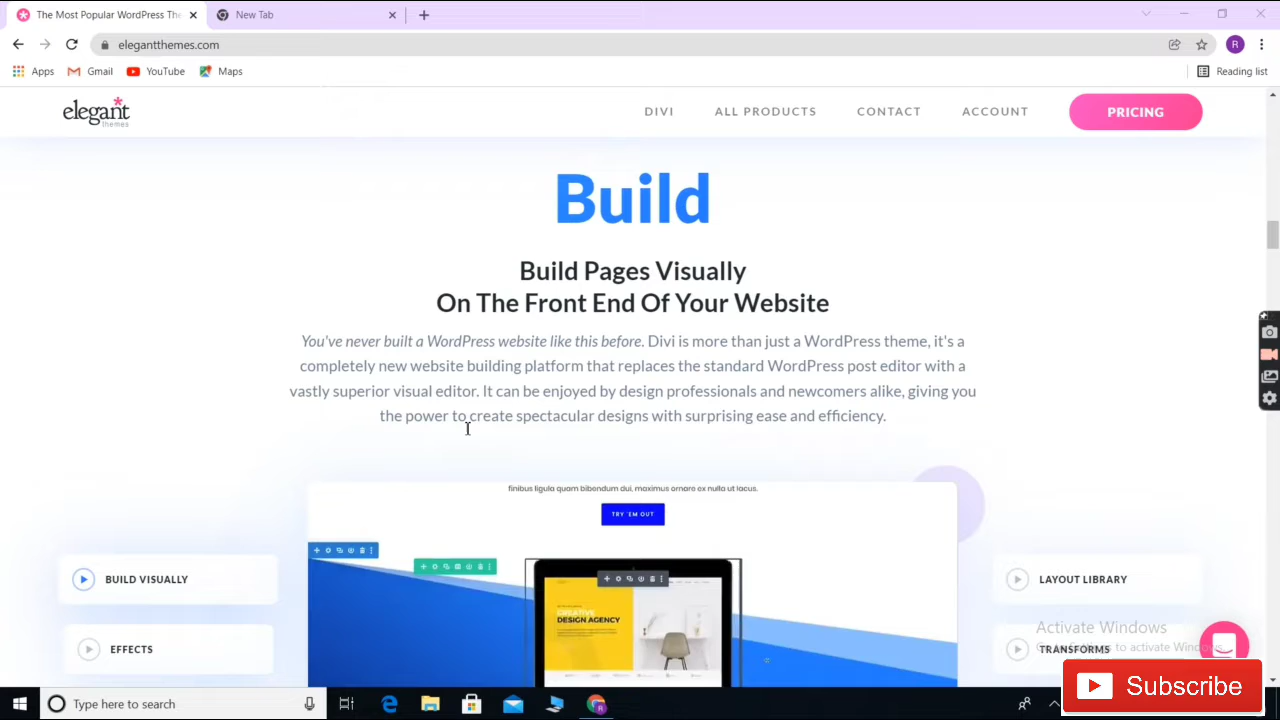 The Most Popular WordPress The
New Tab
elegantthemes.com
R
Apps
Gmail
YouTube
Maps
Reading list
elegant
themes
DIVI
ALL PRODUCTS
CONTACT
ACCOUNT
PRICING
Build
Build Pages Visually
On The Front End Of Your Website
You've never built a WordPress website like this before. Divi is more than just a WordPress theme, it's a
completely new website building platform that replaces the standard WordPress post editor with a
vastly superior visual editor. It can be enjoyed by design professionals and newcomers alike, giving you
the power to create spectacular designs with surprising ease and efficiency.
finibus ligula quam bibendum dui, maximus ornare ex nulla ut lacus.
TRY 'EM OUT
BUILD VISUALLY
LAYOUT LIBRARY
CREATIVE
DESIGN AGENCY
Activate Windows
to activate Windows
EFFECTS
TRANSFORMS
Subscribe
Type here to search
R